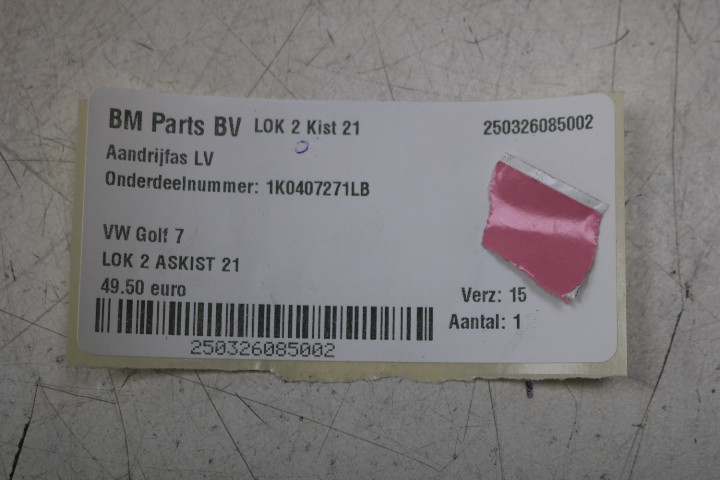 BM Parts BV LOK 2 Kist 21 250326085002
Aandrijfas LV
Onderdeelnummer: 1K0407271LB
VW Golf 7
LOK 2 ASKIST 21
49.50 euro
Verz: 15
Aantal: 1
250326085002